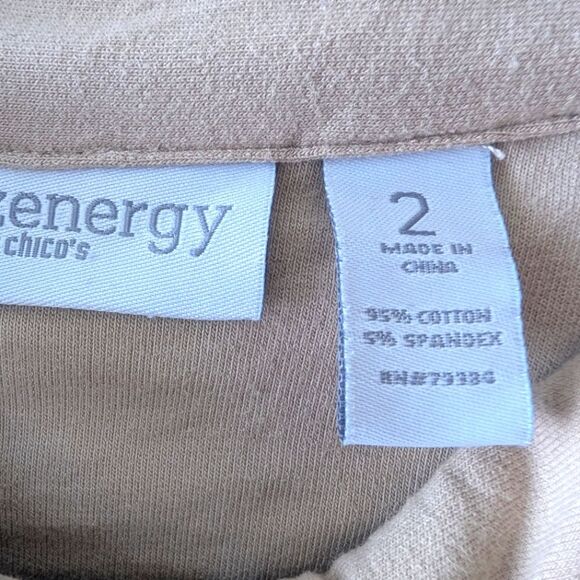 zenergy
CHICO'S
2
MADE IN
CHINA
95% COTTON
5% SPANDEX
RN#79384